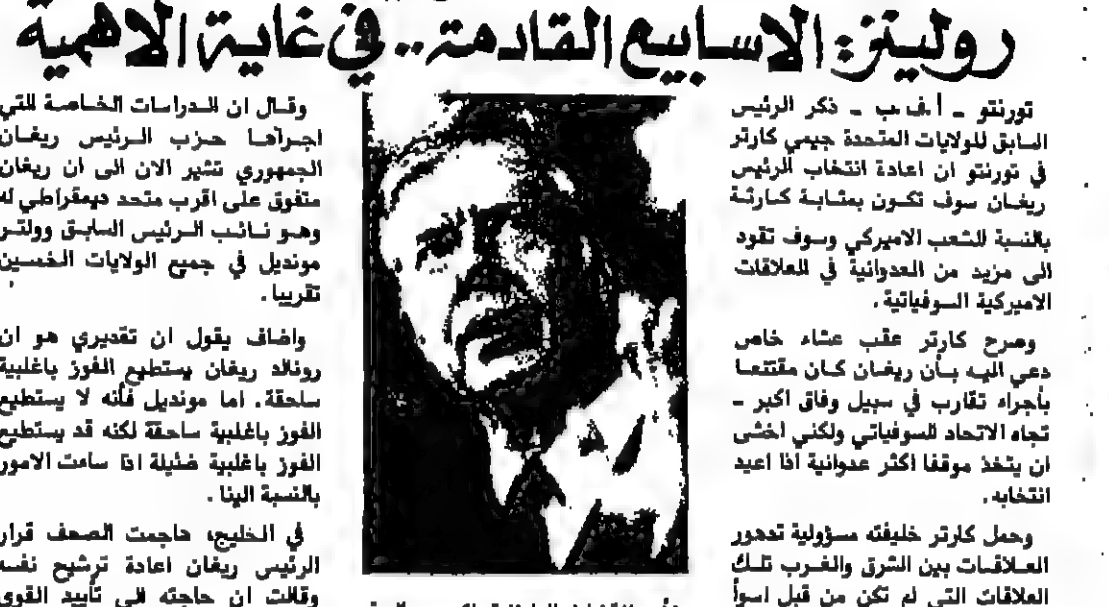 رولينز: الاسابيع القادمة.. في غاية الاهمية
تورنتو - أ.ف.ب - ذكر الرئيس
السابق للولايات المتحدة جيمي كارتر
في تورنتو ان اعادة انتخاب الرئيس
ريغان سوف تكون بمثابة كارثة
بالنسبة للشعب الاميركي وسوف تقود
الى مزيد من العدوانية في العلاقات
الاميركية السوفياتية.
وصرح كارتر عقب عشاء خاص
دعي اليه بأن ريغان كان مقتنعا
بأجراء تقارب في سبيل وفاق اكبر -
تجاه الاتحاد السوفياتي ولكني اخشى
ان يتخذ موقفا اكثر عدوانية اذا اعيد
انتخابه.
وحمل كارتر خليفته مسؤولية تدهور
العلاقات بين الشرق والغرب تلك
العلاقات التي لم تكن من قبل اسوأ
وقال ان الدراسات الخاصة التي
اجراها حزب الرئيس ريغان
الجمهوري تشير الان الى ان ريغان
متفوق على اقرب متحد ديمقراطي له
وهو نائب الرئيس السابق وولتر
مونديل في جميع الولايات الخمسين
تقريبا.
واضاف يقول ان تقديري هو ان
رونالد ريغان يستطيع الفوز باغلبية
ساحقة. اما مونديل فأنه لا يستطيع
الفوز باغلبية ساحقة لكنه قد يستطيع
الفوز باغلبية ضئيلة اذا ساءت الامور
بالنسبة الينا.
في الخليج، هاجمت الصحف قرار
الرئيس ريغان اعادة ترشيح نفسه
وقالت ان حاجته الى تأييد القوى